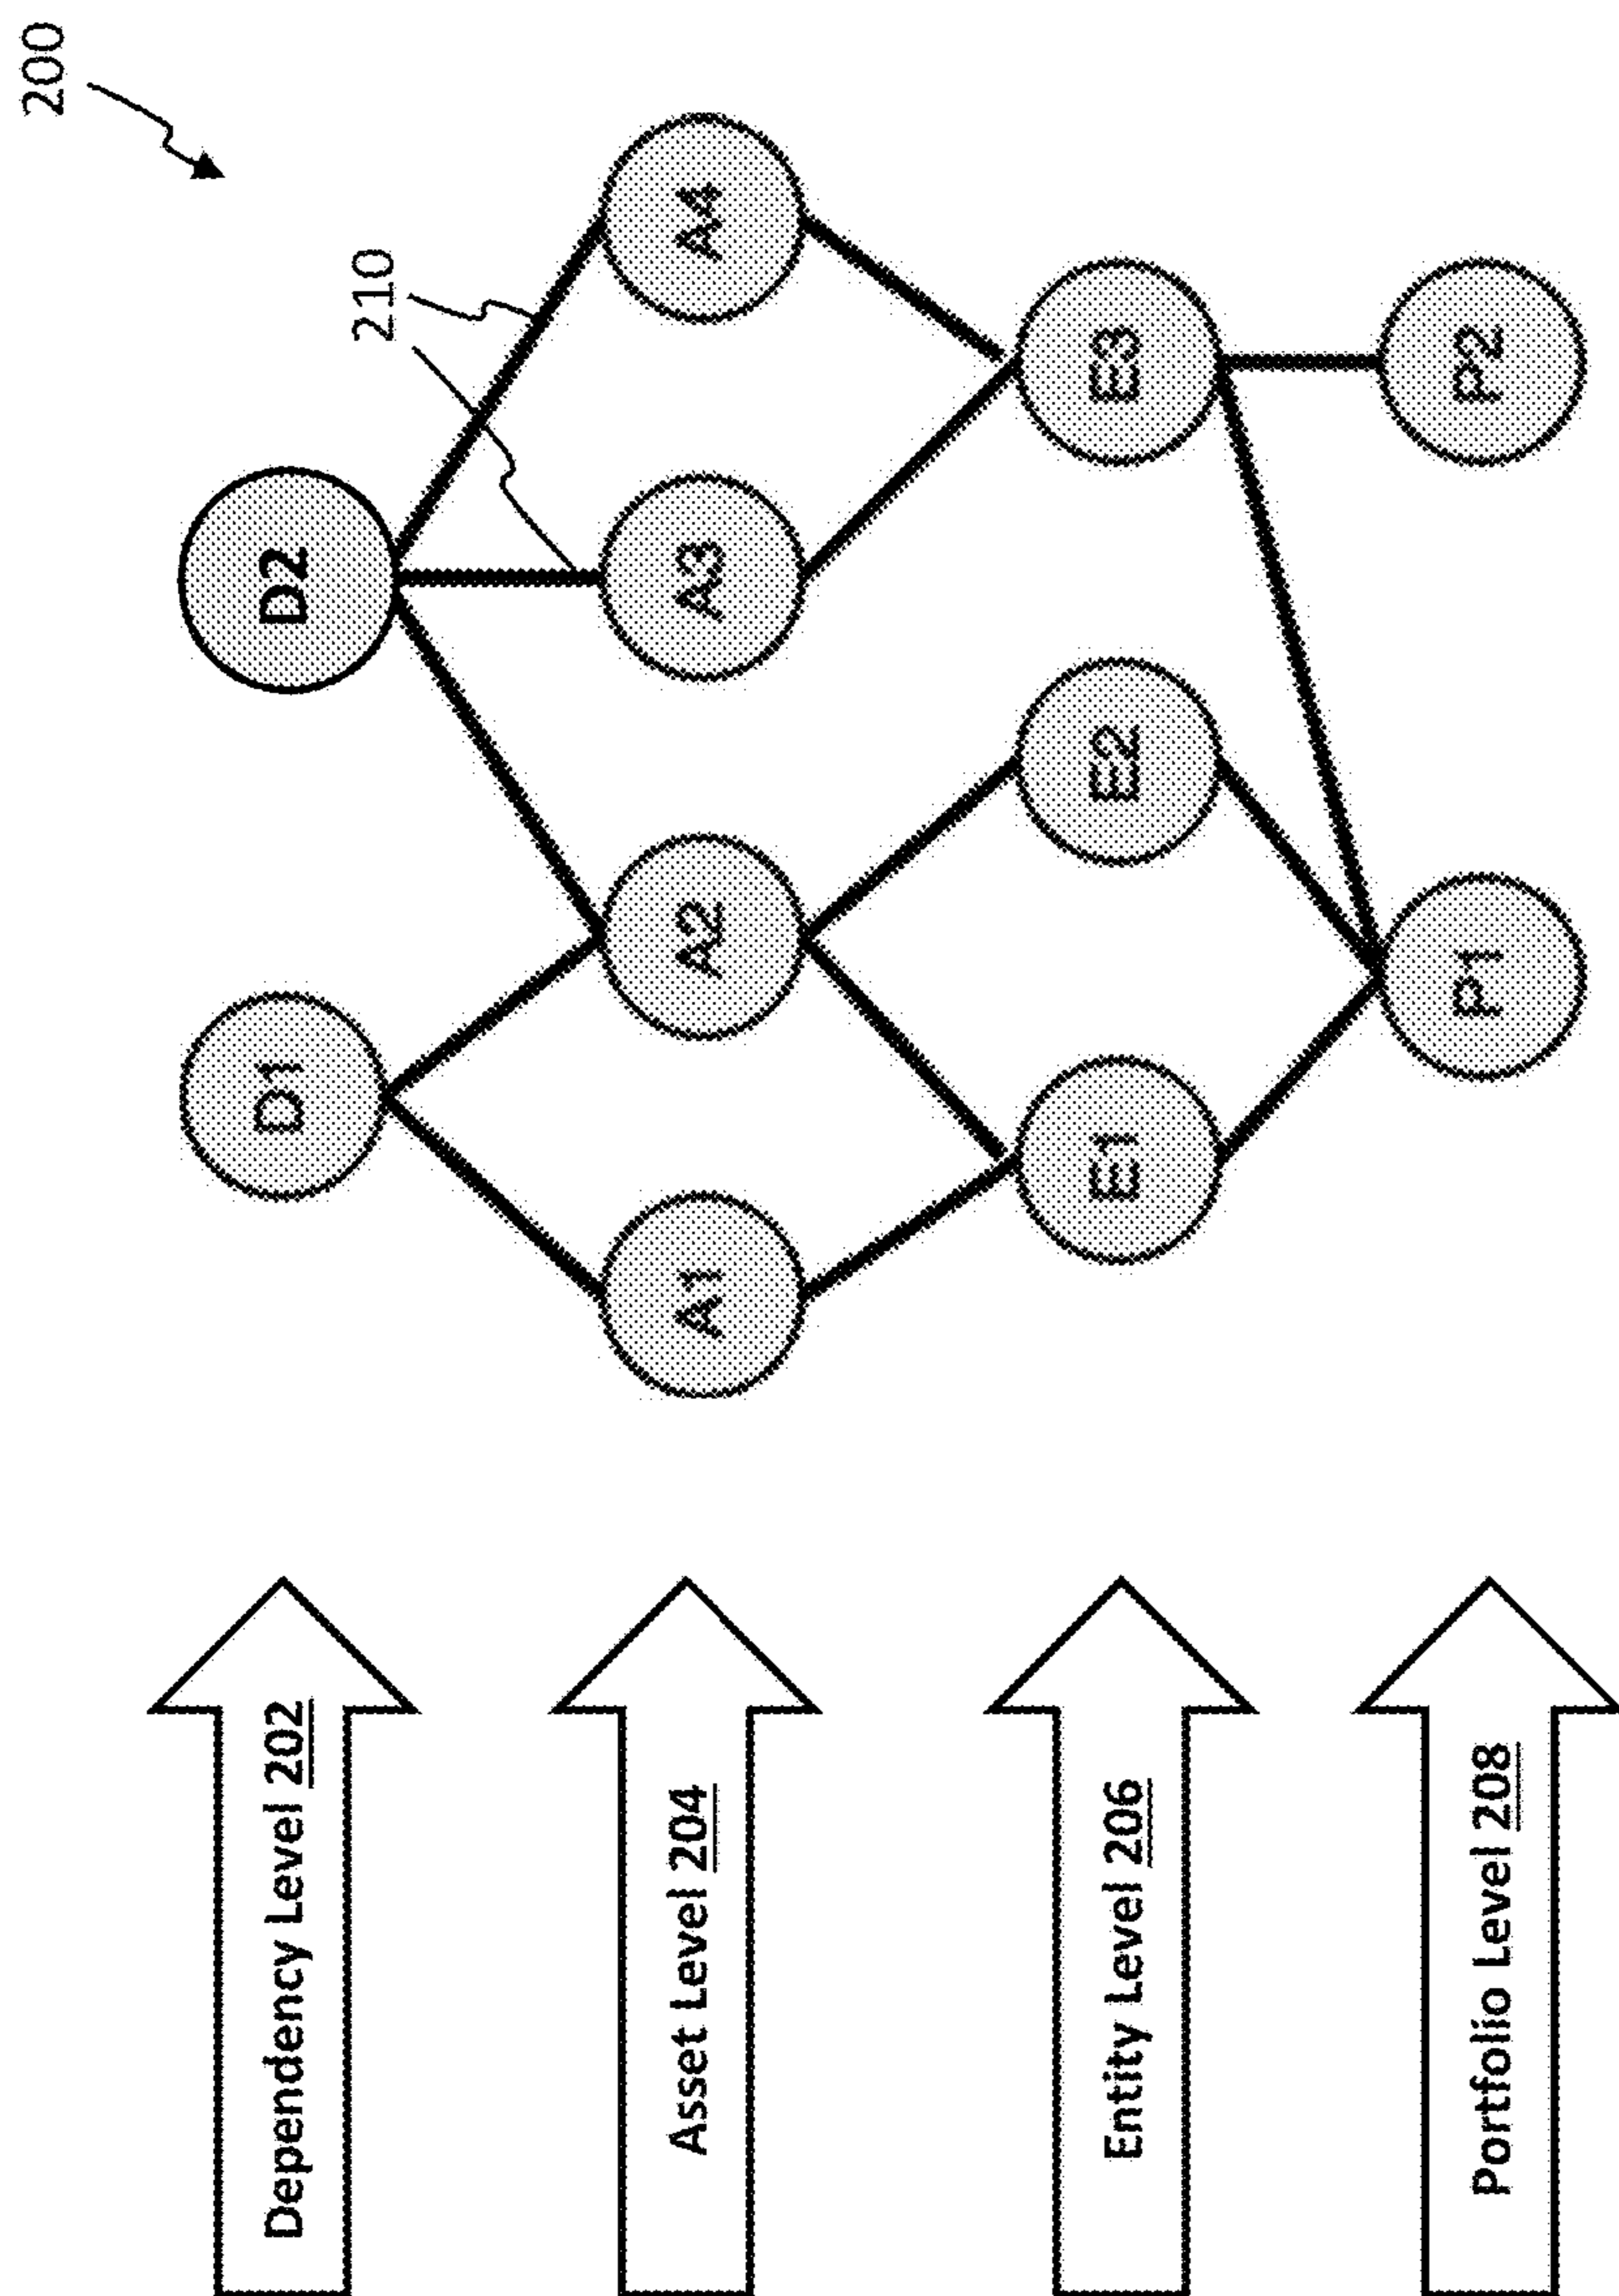 200
Dependency Level 202
D1
D2
210
Asset Level 204
A1
A2
A3
A4
Entity Level 206
E1
E2
E3
Portfolio Level 208
P1
P2